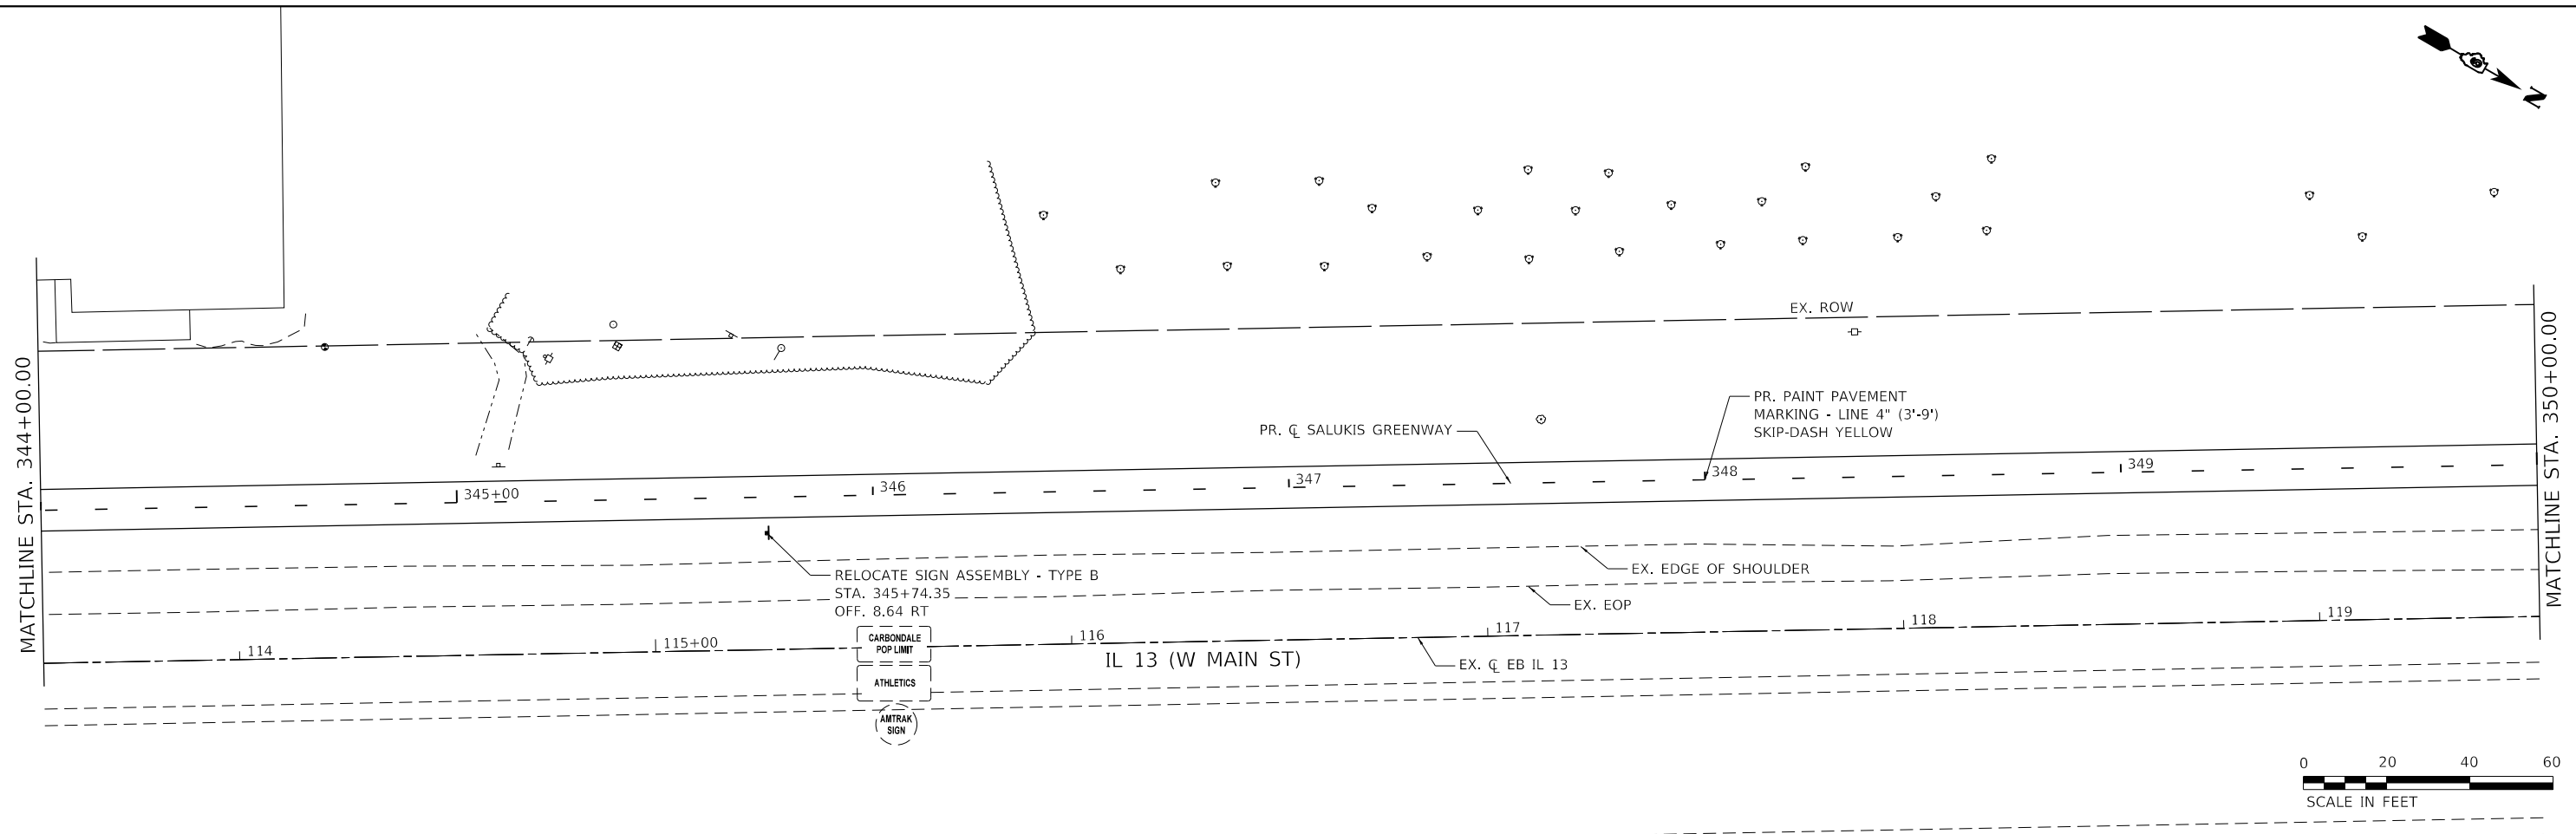 N
EX. ROW
MATCHLINE STA. 344+00.00
MATCHLINE STA. 350+00.00
PR. PAINT PAVEMENT
MARKING - LINE 4" (3'-9')
SKIP-DASH YELLOW
PR. ℄ SALUKIS GREENWAY
345+00
346
347
348
349
RELOCATE SIGN ASSEMBLY - TYPE B
STA. 345+74.35
OFF. 8.64 RT
EX. EDGE OF SHOULDER
EX. EOP
114
115+00
116
117
118
119
CARBONDALE
POP LIMIT
ATHLETICS
AMTRAK
SIGN
IL 13 (W MAIN ST)
EX. ℄ EB IL 13
0 20 40 60
SCALE IN FEET